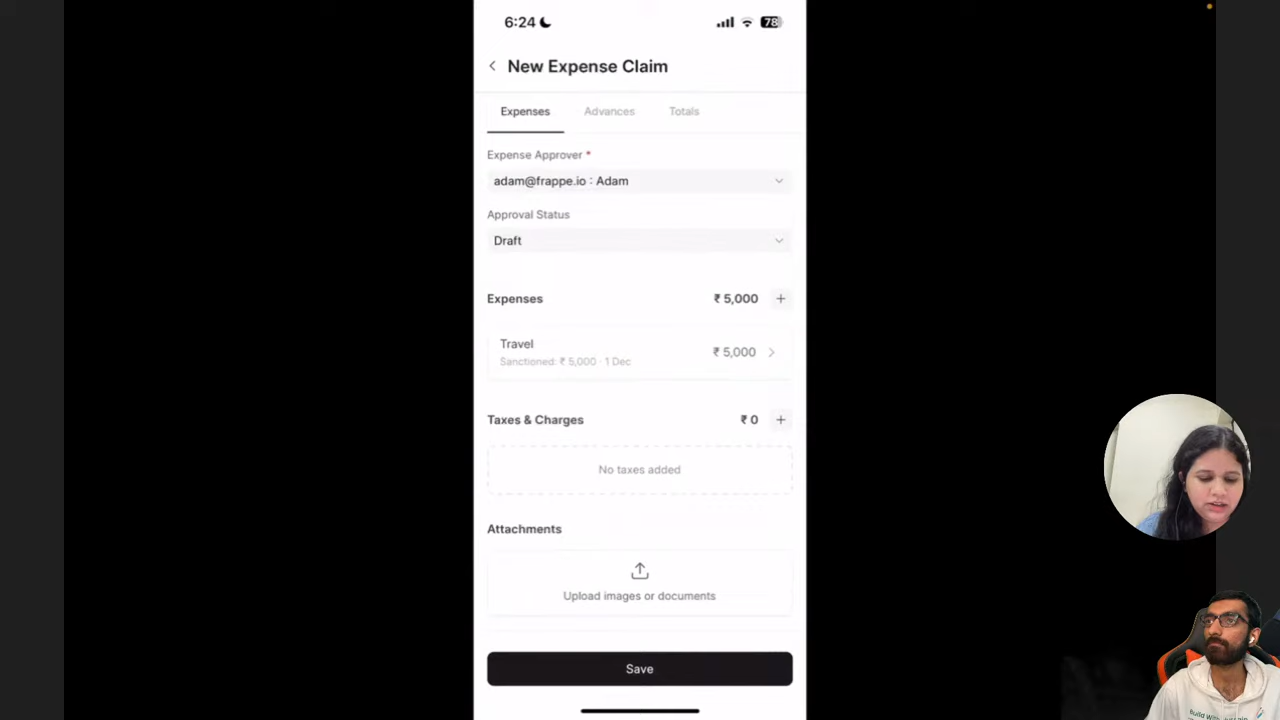 6:24
78
New Expense Claim
Expenses Advances Totals
Expense Approver *
adam@frappe.io : Adam
Approval Status
Draft
Expenses ₹ 5,000 +
Travel
₹ 5,000
Sanctioned: ₹ 5,000 · 1 Dec
Taxes & Charges ₹ 0 +
No taxes added
Attachments
Upload images or documents
Save